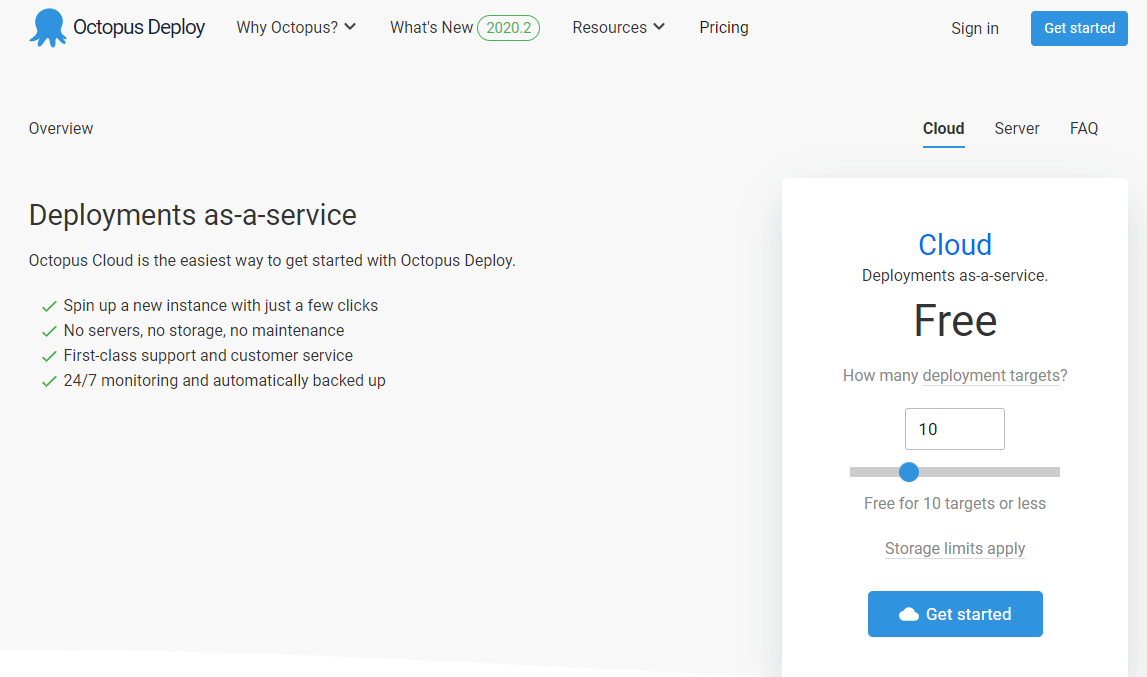 Octopus Deploy Why Octopus? What's New 2020.2 Resources Pricing Sign in Get started
Overview Cloud Server FAQ
Deployments as-a-service
Octopus Cloud is the easiest way to get started with Octopus Deploy.
Spin up a new instance with just a few clicks
No servers, no storage, no maintenance
First-class support and customer service
24/7 monitoring and automatically backed up
Cloud
Deployments as-a-service.
Free
How many deployment targets?
10
Free for 10 targets or less
Storage limits apply
Get started